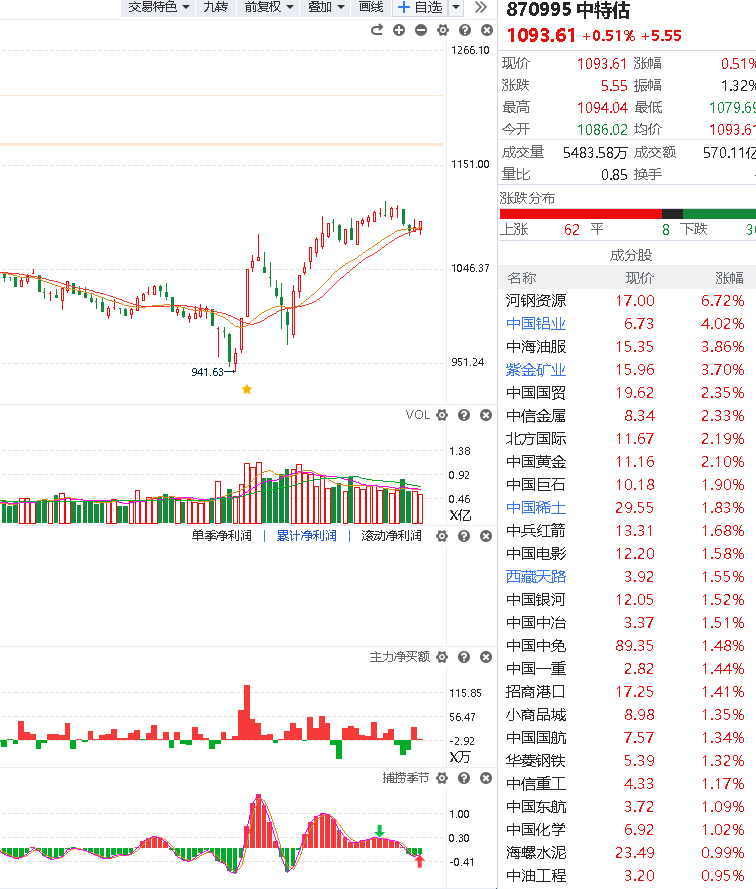 交易特色 九转 前复权 叠加 画线 +自选
870995 中特估
1093.61 +0.51% +5.55
现价 1093.61 涨幅 0.51%
涨跌 5.55 振幅 1.32%
最高 1094.04 最低 1079.69
今开 1086.02 均价 1093.61
成交量 5483.58万 成交额 570.11亿
量比 0.85 换手
涨跌分布
上涨 62 平 8 下跌
成分股
名称 现价 涨幅
河钢资源 17.00 6.72%
中国铝业 6.73 4.02%
中海油服 15.35 3.86%
紫金矿业 15.96 3.70%
中国国贸 19.62 2.35%
中信金属 8.34 2.33%
北方国际 11.67 2.19%
中国黄金 11.16 2.10%
中国巨石 10.18 1.90%
中国稀土 29.55 1.83%
中兵红箭 13.31 1.68%
中国电影 12.20 1.58%
西藏天路 3.92 1.55%
中国银河 12.05 1.52%
中国中冶 3.37 1.51%
中国中免 89.35 1.48%
中国一重 2.82 1.44%
招商港口 17.25 1.41%
小商品城 8.98 1.35%
中国国航 7.57 1.34%
华菱钢铁 5.39 1.32%
中信重工 4.33 1.17%
中国东航 3.72 1.09%
中国化学 6.92 1.02%
海螺水泥 23.49 0.99%
中油工程 3.20 0.95%
1266.10
1151.00
1046.37
951.24
941.63
VOL
1.38
0.92
0.46
X亿
单季净利润 | 累计净利润 | 滚动净利润
主力净买额
115.85
56.47
-2.92
X万
捕捞季节
1.00
0.30
-0.41